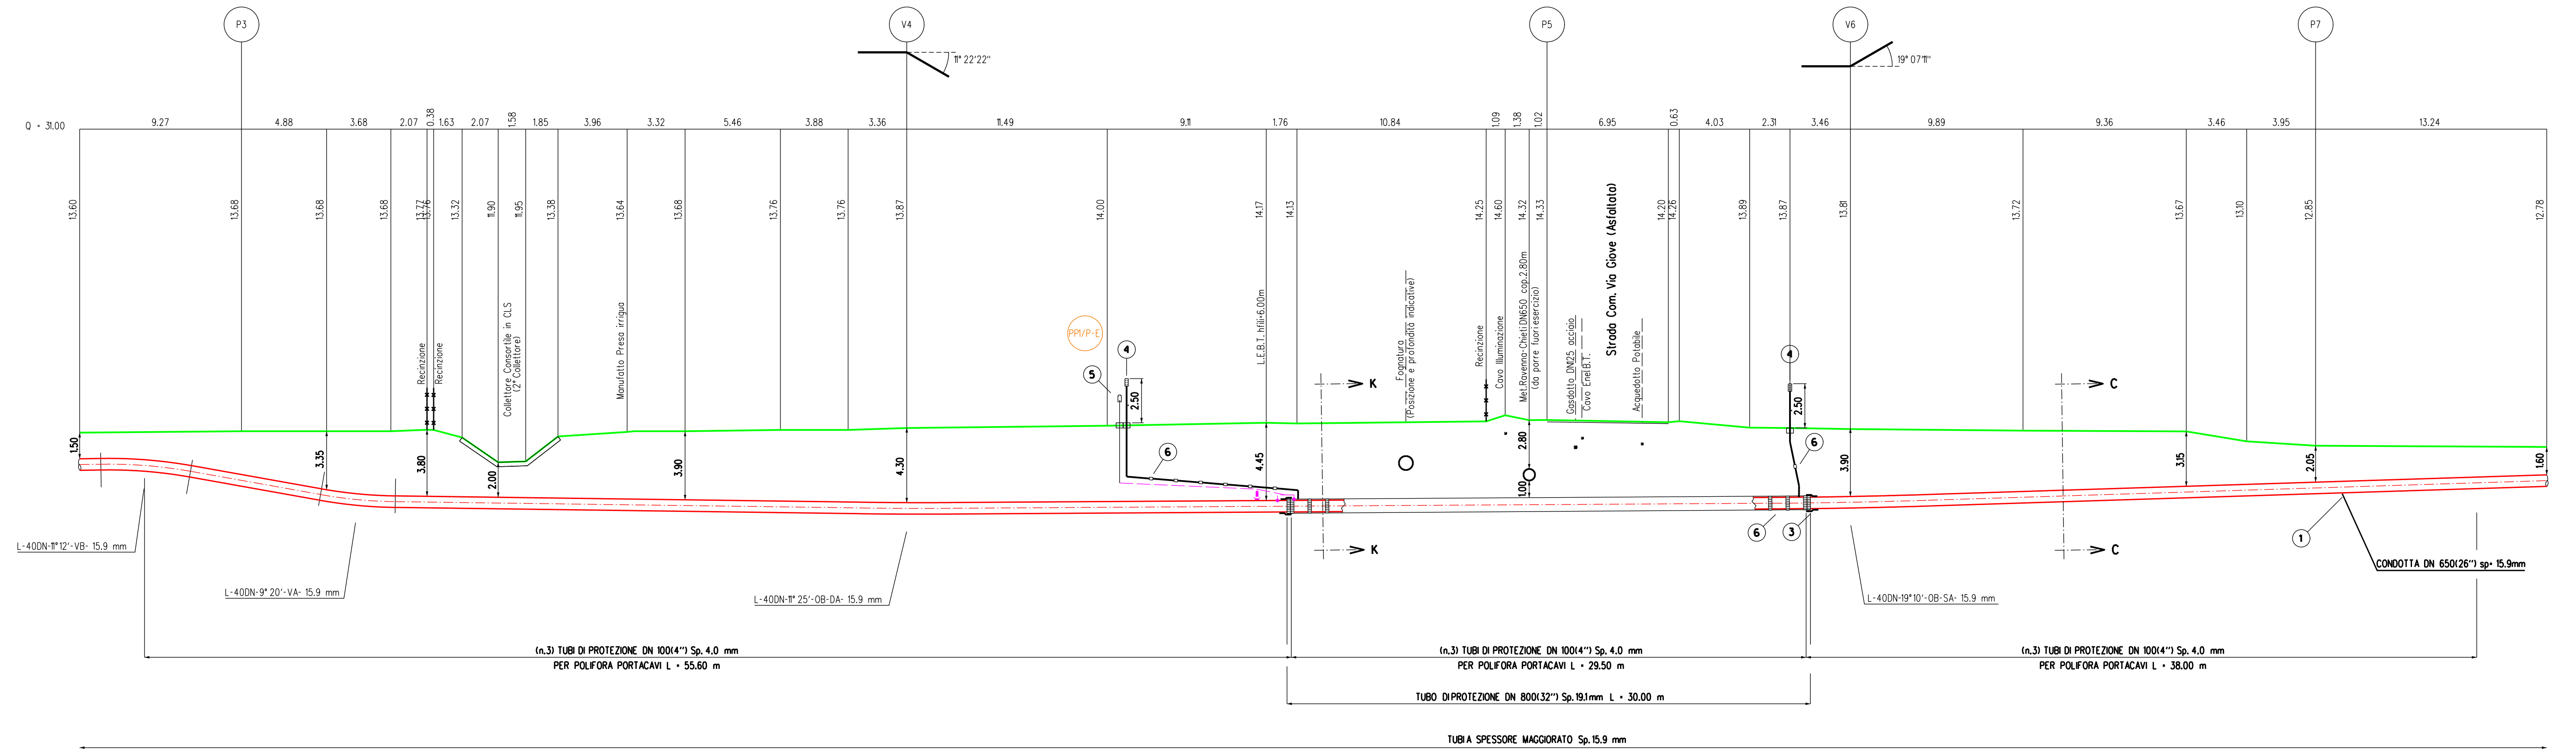 P3
V4
P5
V6
P7
11° 22'22''
19° 07'11''
Q = 31.00
9.27
4.88
3.68
2.07
0.38
1.63
2.07
1.58
1.85
3.96
3.32
5.46
3.88
3.36
11.49
9.11
1.76
10.84
1.09
1.38
1.02
6.95
0.63
4.03
2.31
3.46
9.89
9.36
3.46
3.95
13.24
13.60
13.68
13.68
13.68
13.77
13.76
13.32
11.90
11.95
13.38
13.64
13.68
13.76
13.76
13.87
14.00
14.17
14.13
14.25
14.60
14.32
14.33
14.20
14.26
13.89
13.87
13.81
13.72
13.67
13.10
12.85
12.78
Recinzione
Recinzione
Collettore Consortile in CLS
(2° Collettore)
Manufatto Presa irrigua
PP1/P-E
L.E.B.T. hfili=6.00m
Fognatura
(Posizione e profondità indicative)
Recinzione
Cavo Illuminazione
Met.Ravenna-Chieti DN650 cop.2.80m
(da porre fuori esercizio)
Gasdotto DN125 acciaio
Cavo Enel B.T.
Strada Com. Via Giove (Asfaltata)
Acquedotto Potabile
4
5
2.50
6
K
K
4
2.50
6
C
C
1.50
3.35
3.80
2.00
3.90
4.30
4.45
2.80
1.00
3.90
3.15
2.05
1.60
6
3
1
L-40DN-11° 12'-VB- 15.9 mm
L-40DN-9° 20'-VA- 15.9 mm
L-40DN-11° 25'-OB-DA- 15.9 mm
L-40DN-19° 10'-OB-SA- 15.9 mm
CONDOTTA DN 650(26'') sp= 15.9mm
(n.3) TUBI DI PROTEZIONE DN 100(4'') Sp. 4.0 mm
PER POLIFORA PORTACAVI L = 55.60 m
(n.3) TUBI DI PROTEZIONE DN 100(4'') Sp. 4.0 mm
PER POLIFORA PORTACAVI L = 29.50 m
(n.3) TUBI DI PROTEZIONE DN 100(4'') Sp. 4.0 mm
PER POLIFORA PORTACAVI L = 38.00 m
TUBO DI PROTEZIONE DN 800(32'') Sp.19.1mm L = 30.00 m
TUBI A SPESSORE MAGGIORATO Sp.15.9 mm